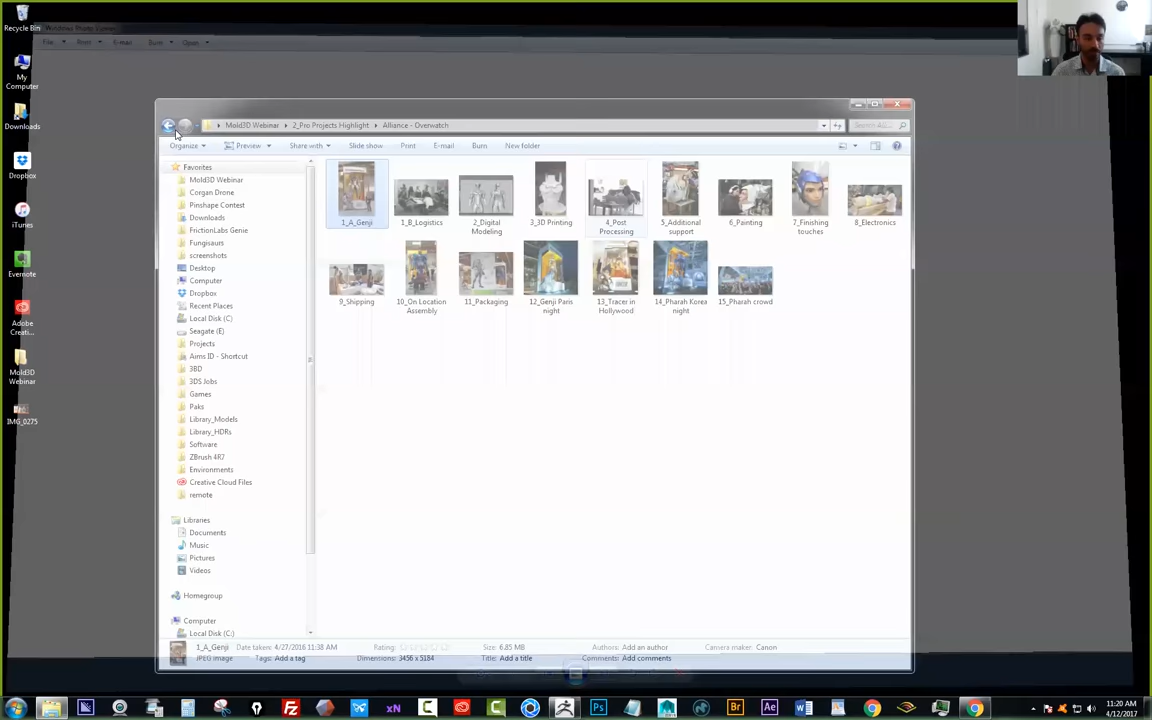 Recycle Bin
My
Computer
Downloads
Dropbox
iTunes
Evernote
Adobe
Creati...
Mold3D
Webinar
IMG_0275
File
Print
E-mail
Burn
Open
Mold3D Webinar
2_Pro Projects Highlight
Alliance - Overwatch
Organize
Preview
Share with
Slide show
Print
E-mail
Burn
New folder
Favorites
Mold3D Webinar
Corgan Drone
Pinshape Contest
Downloads
FrictionLabs Genie
Fungisaurs
screenshots
Desktop
Computer
Dropbox
Recent Places
Local Disk (C)
Seagate (E)
Projects
Aims ID - Shortcut
3BD
3DS Jobs
Games
Paks
Library_Models
Library_HDRs
Software
ZBrush 4R7
Environments
Creative Cloud Files
remote
Libraries
Documents
Music
Pictures
Videos
Homegroup
Computer
Local Disk (C:)
1_A_Genji
1_B_Logistics
2_Digital
Modeling
3_3D Printing
4_Post
Processing
5_Additional
support
6_Painting
7_Finishing
touches
8_Electronics
9_Shipping
10_On Location
Assembly
11_Packaging
12_Genji Paris
night
13_Tracer in
Hollywood
14_Pharah Korea
night
15_Pharah crowd
1_A_Genji Date taken: 4/27/2016 11:38 AM Rating: Size: 6.85 MB Authors: Add an author Camera maker: Canon
JPEG image Tags: Add a tag Dimensions: 3456 x 5184 Title: Add a title Comments: Add comments
11:20 AM
4/12/2017